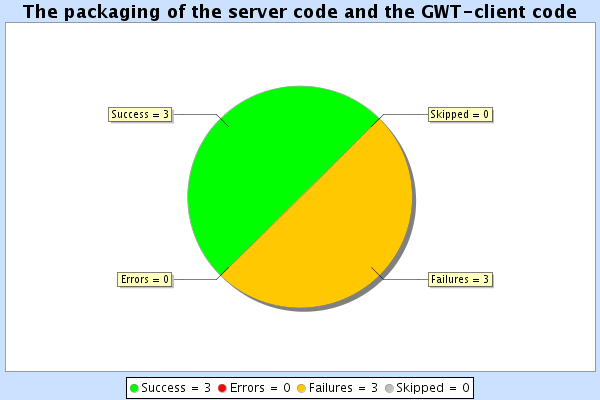 The packaging of the server code and the GWT-client code
Success = 3
Skipped = 0
Errors = 0
Failures = 3
Success = 3 Errors = 0 Failures = 3 Skipped = 0